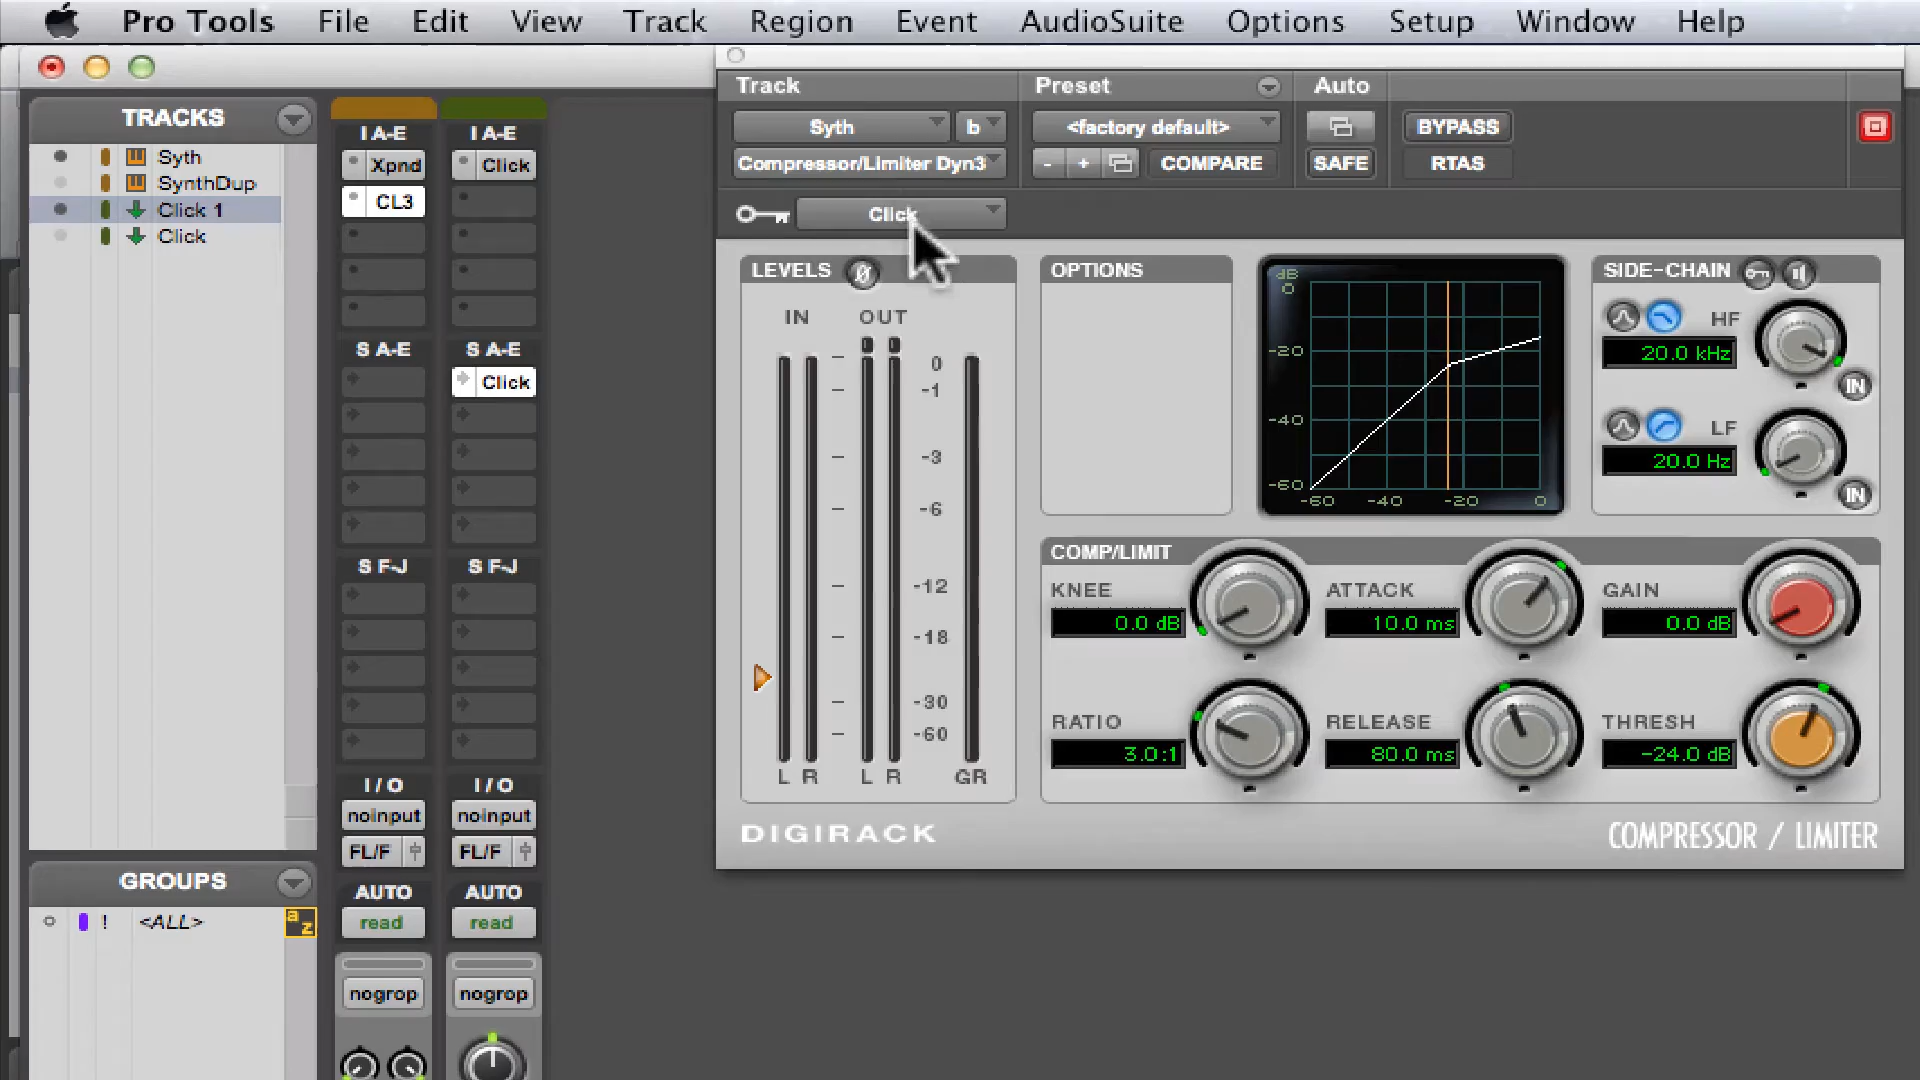 Pro Tools File Edit View Track Region Event AudioSuite Options Setup Window Help
TRACKS
Syth
SynthDup
Click 1
Click
GROUPS
! <ALL>
a z
I A-E I A-E
Xpnd Click
CL3
S A-E S A-E
Click
S F-J S F-J
I / O I / O
noinput noinput
FL/F FL/F
AUTO AUTO
read read
nogrop nogrop
Track Preset Auto
Syth b <factory default> BYPASS
Compressor/Limiter Dyn3 - + COMPARE SAFE RTAS
Click
LEVELS Ø
IN OUT
0
-1
-3
-6
-12
-18
-30
-60
L R L R GR
OPTIONS
dB
0
-20
-40
-60
-60 -40 -20 0
SIDE-CHAIN
HF
20.0 kHz
IN
LF
20.0 Hz
IN
COMP/LIMIT
KNEE ATTACK GAIN
0.0 dB 10.0 ms 0.0 dB
RATIO RELEASE THRESH
3.0:1 80.0 ms -24.0 dB
DIGIRACK COMPRESSOR / LIMITER